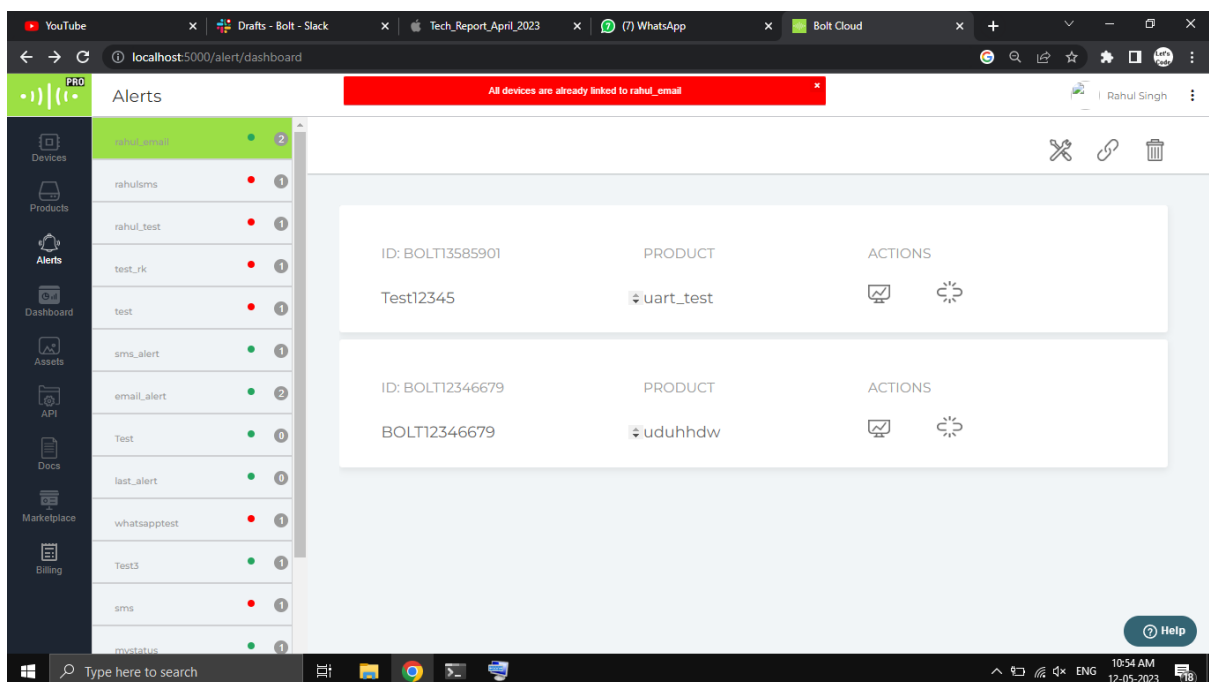 YouTube
Drafts - Bolt - Slack
Tech_Report_April_2023
(7) WhatsApp
Bolt Cloud
localhost:5000/alert/dashboard
PRO
Alerts
All devices are already linked to rahul_email
Rahul Singh
Devices
Products
Alerts
Dashboard
Assets
API
Docs
Marketplace
Billing
rahul_email 2
rahulsms 1
rahul_test 1
test_rk 1
test 1
sms_alert 1
email_alert 2
Test 0
last_alert 0
whatsapptest 1
Test3 1
sms 1
mystatus 1
ID: BOLT13585901 PRODUCT ACTIONS
Test12345 uart_test
ID: BOLT12346679 PRODUCT ACTIONS
BOLT12346679 uduhhdw
Help
Type here to search
ENG
10:54 AM
12-05-2023
18